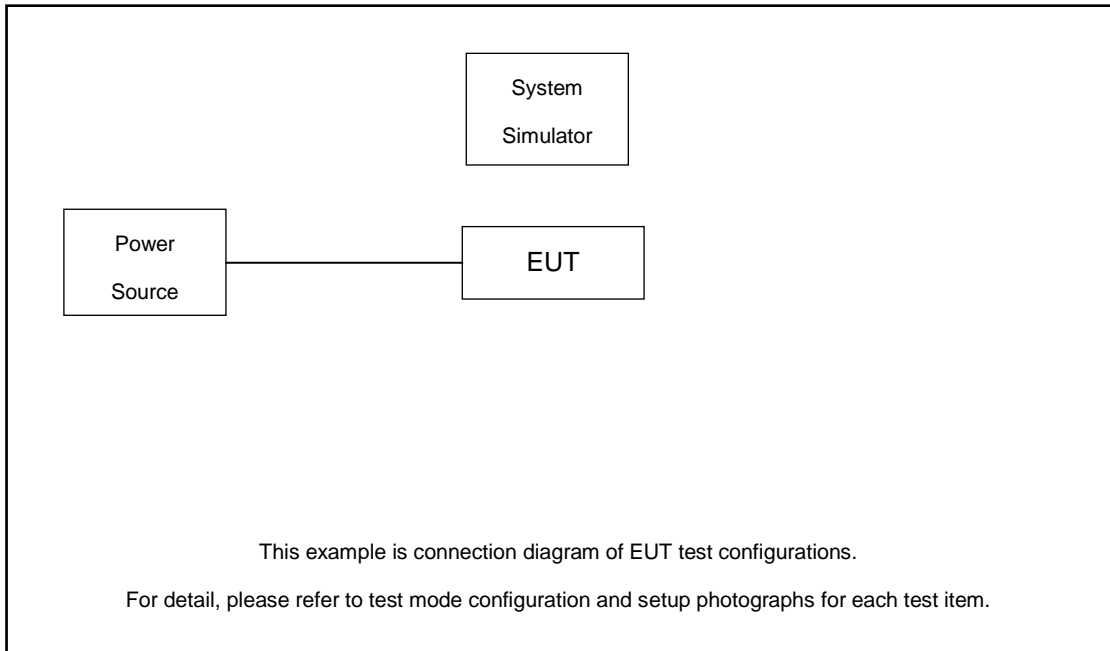 System
Simulator
Power
Source
EUT
This example is connection diagram of EUT test configurations.
For detail, please refer to test mode configuration and setup photographs for each test item.